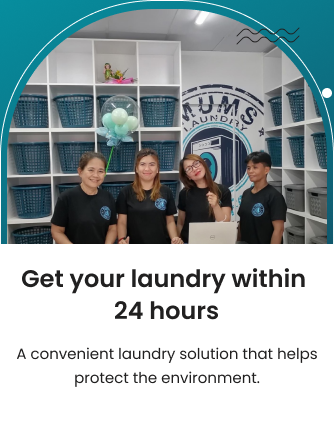 MUMS
LAUNDRY
Get your laundry within
24 hours
A convenient laundry solution that helps
protect the environment.